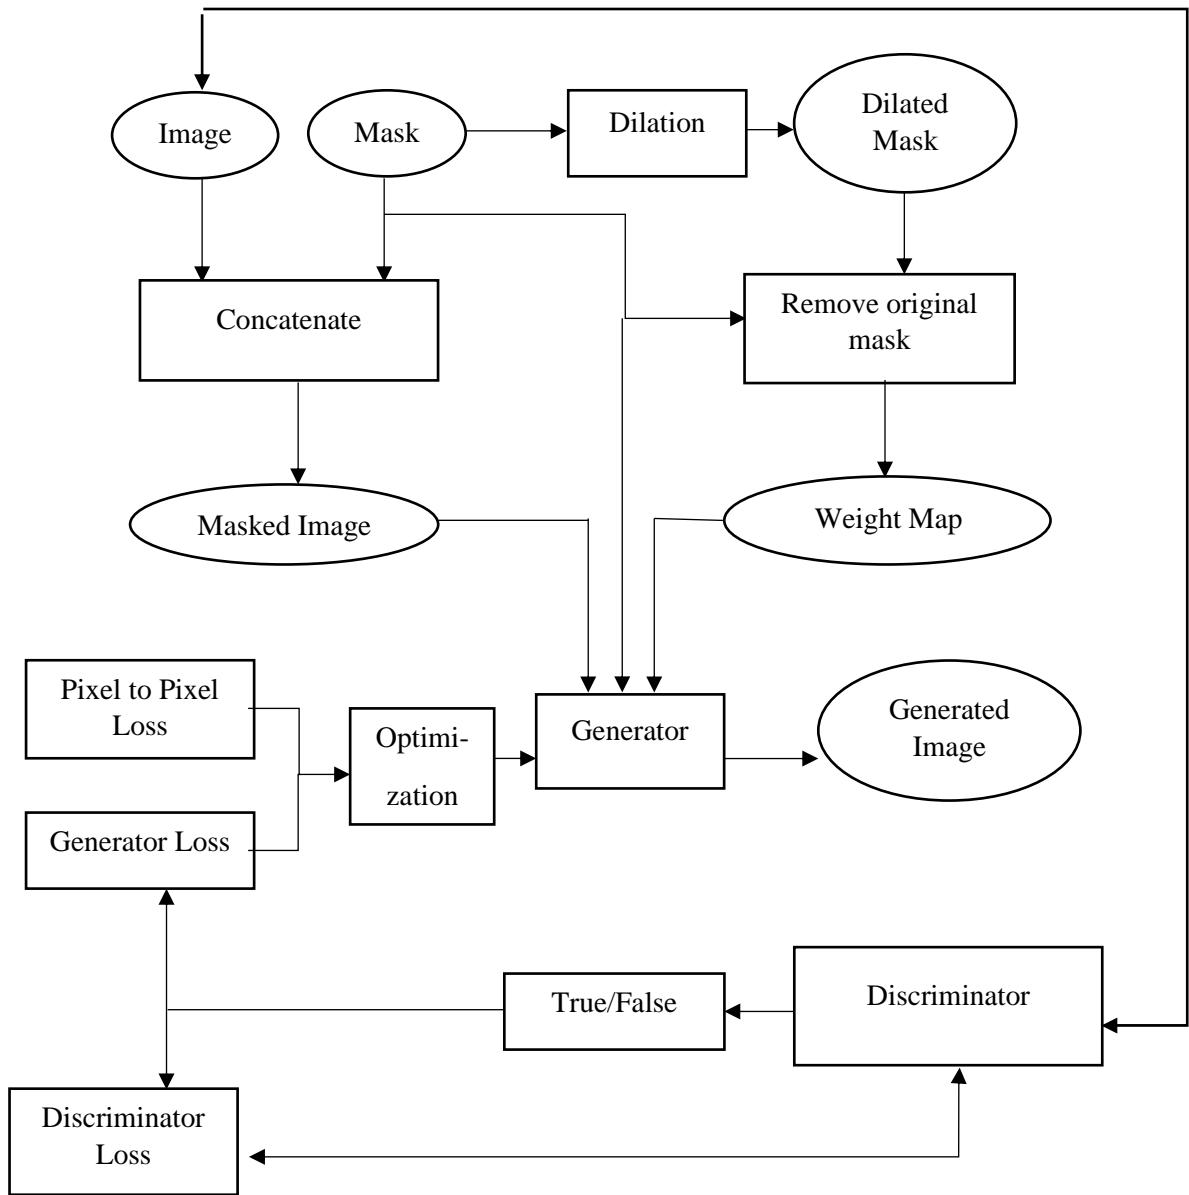 Image
Mask
Dilation
Dilated
Mask
Concatenate
Remove original
mask
Masked Image
Weight Map
Pixel to Pixel
Loss
Optimi-
zation
Generator
Generated
Image
Generator Loss
True/False
Discriminator
Discriminator
Loss